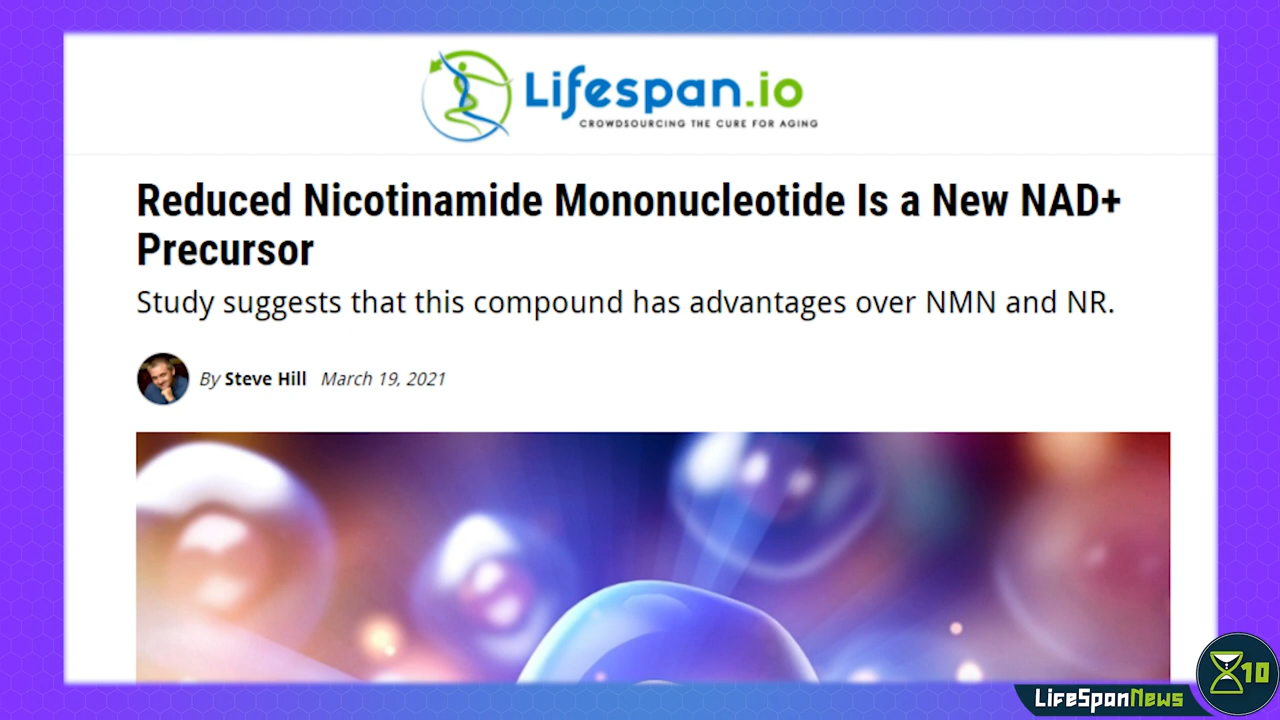 Lifespan.io
CROWDSOURCING THE CURE FOR AGING
Reduced Nicotinamide Mononucleotide Is a New NAD+
Precursor
Study suggests that this compound has advantages over NMN and NR.
By Steve Hill March 19, 2021
10
LIFESPANNEWS